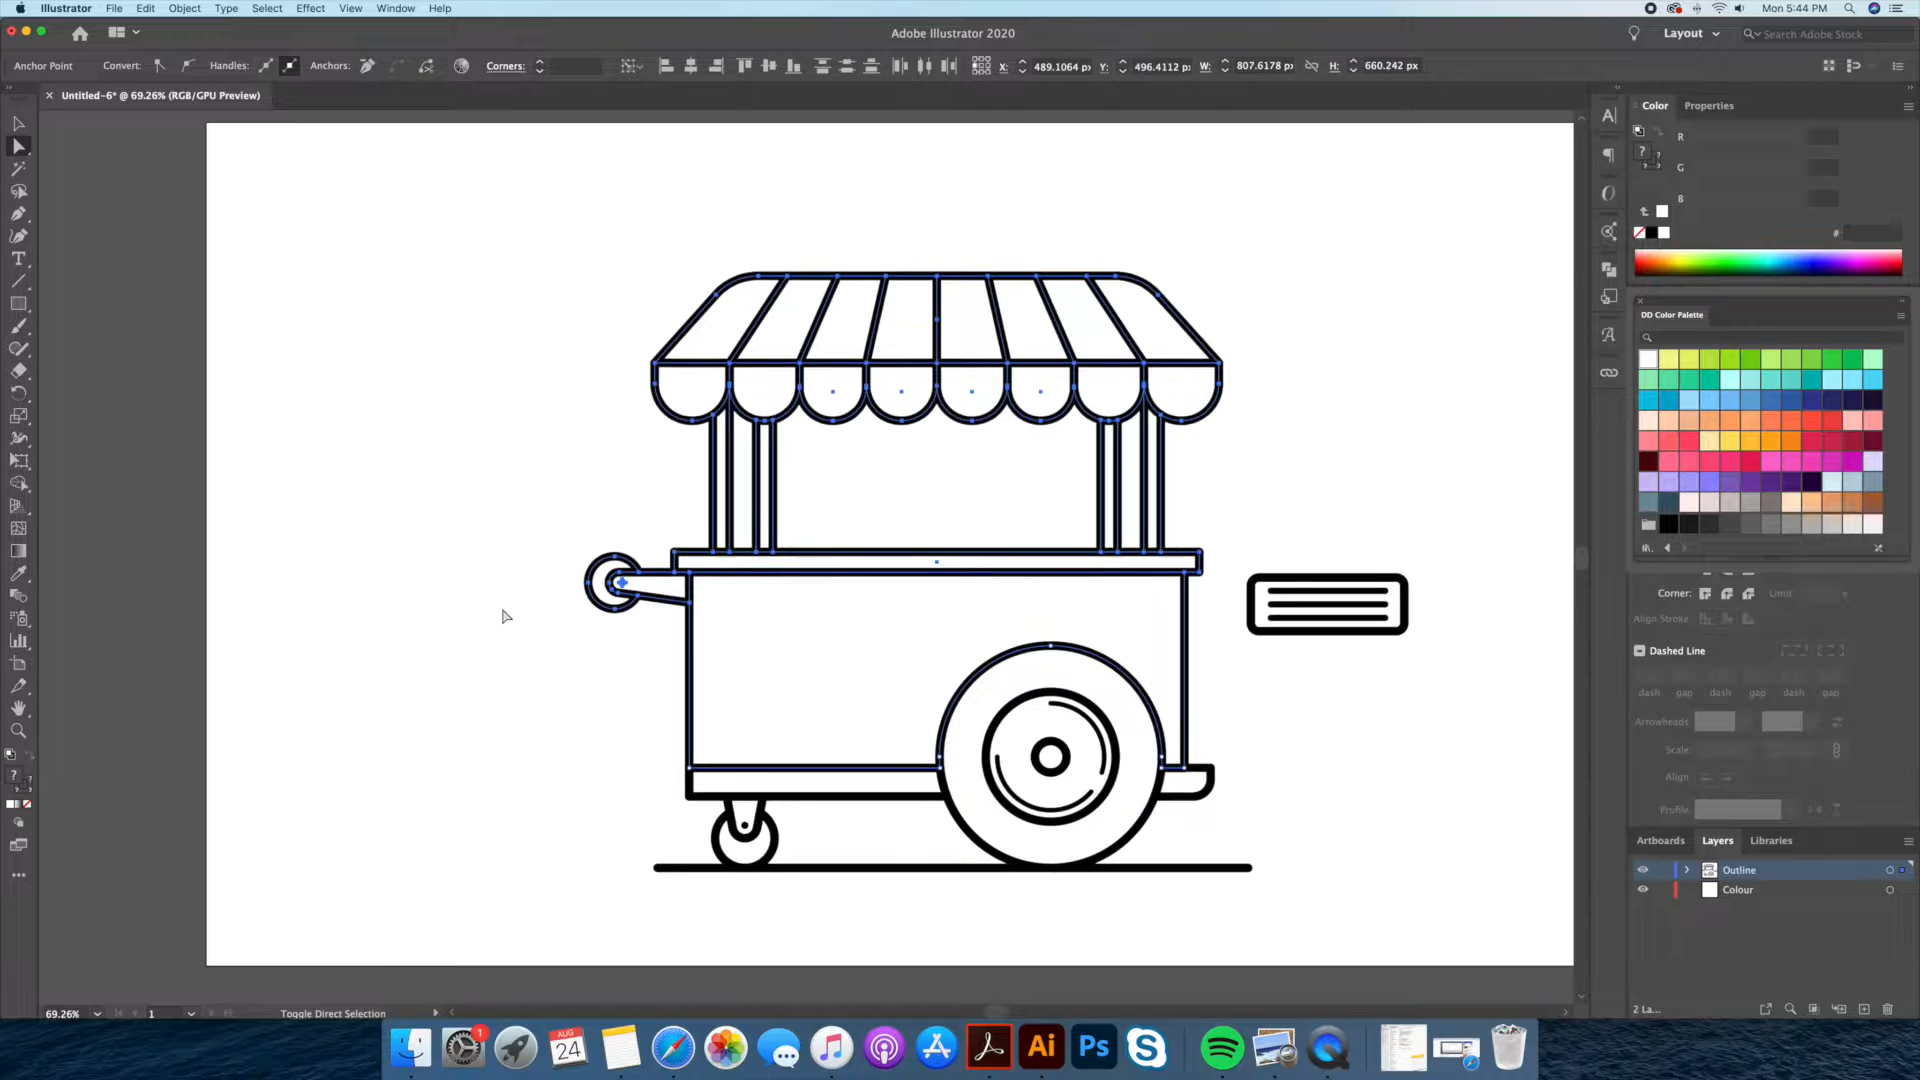 Illustrator File Edit Object Type Select Effect View Window Help
Mon 5:44 PM
Adobe Illustrator 2020
Layout
Search Adobe Stock
Anchor Point
Convert:
Handles:
Anchors:
Corners:
X: 489.1064 px
Y: 496.4112 px
W: 807.6178 px
H: 660.242 px
Untitled-6* @ 69.26% (RGB/GPU Preview)
Color Properties
R
G
B
#
DD Color Palette
Corner:
Limit
Align Stroke:
Dashed Line
dash gap dash gap dash gap
Arrowheads:
Scale:
Align
Profile:
Artboards Layers Libraries
Outline
Colour
2 La...
69.26%
1
Toggle Direct Selection
1
AUG
24
Ai
Ps